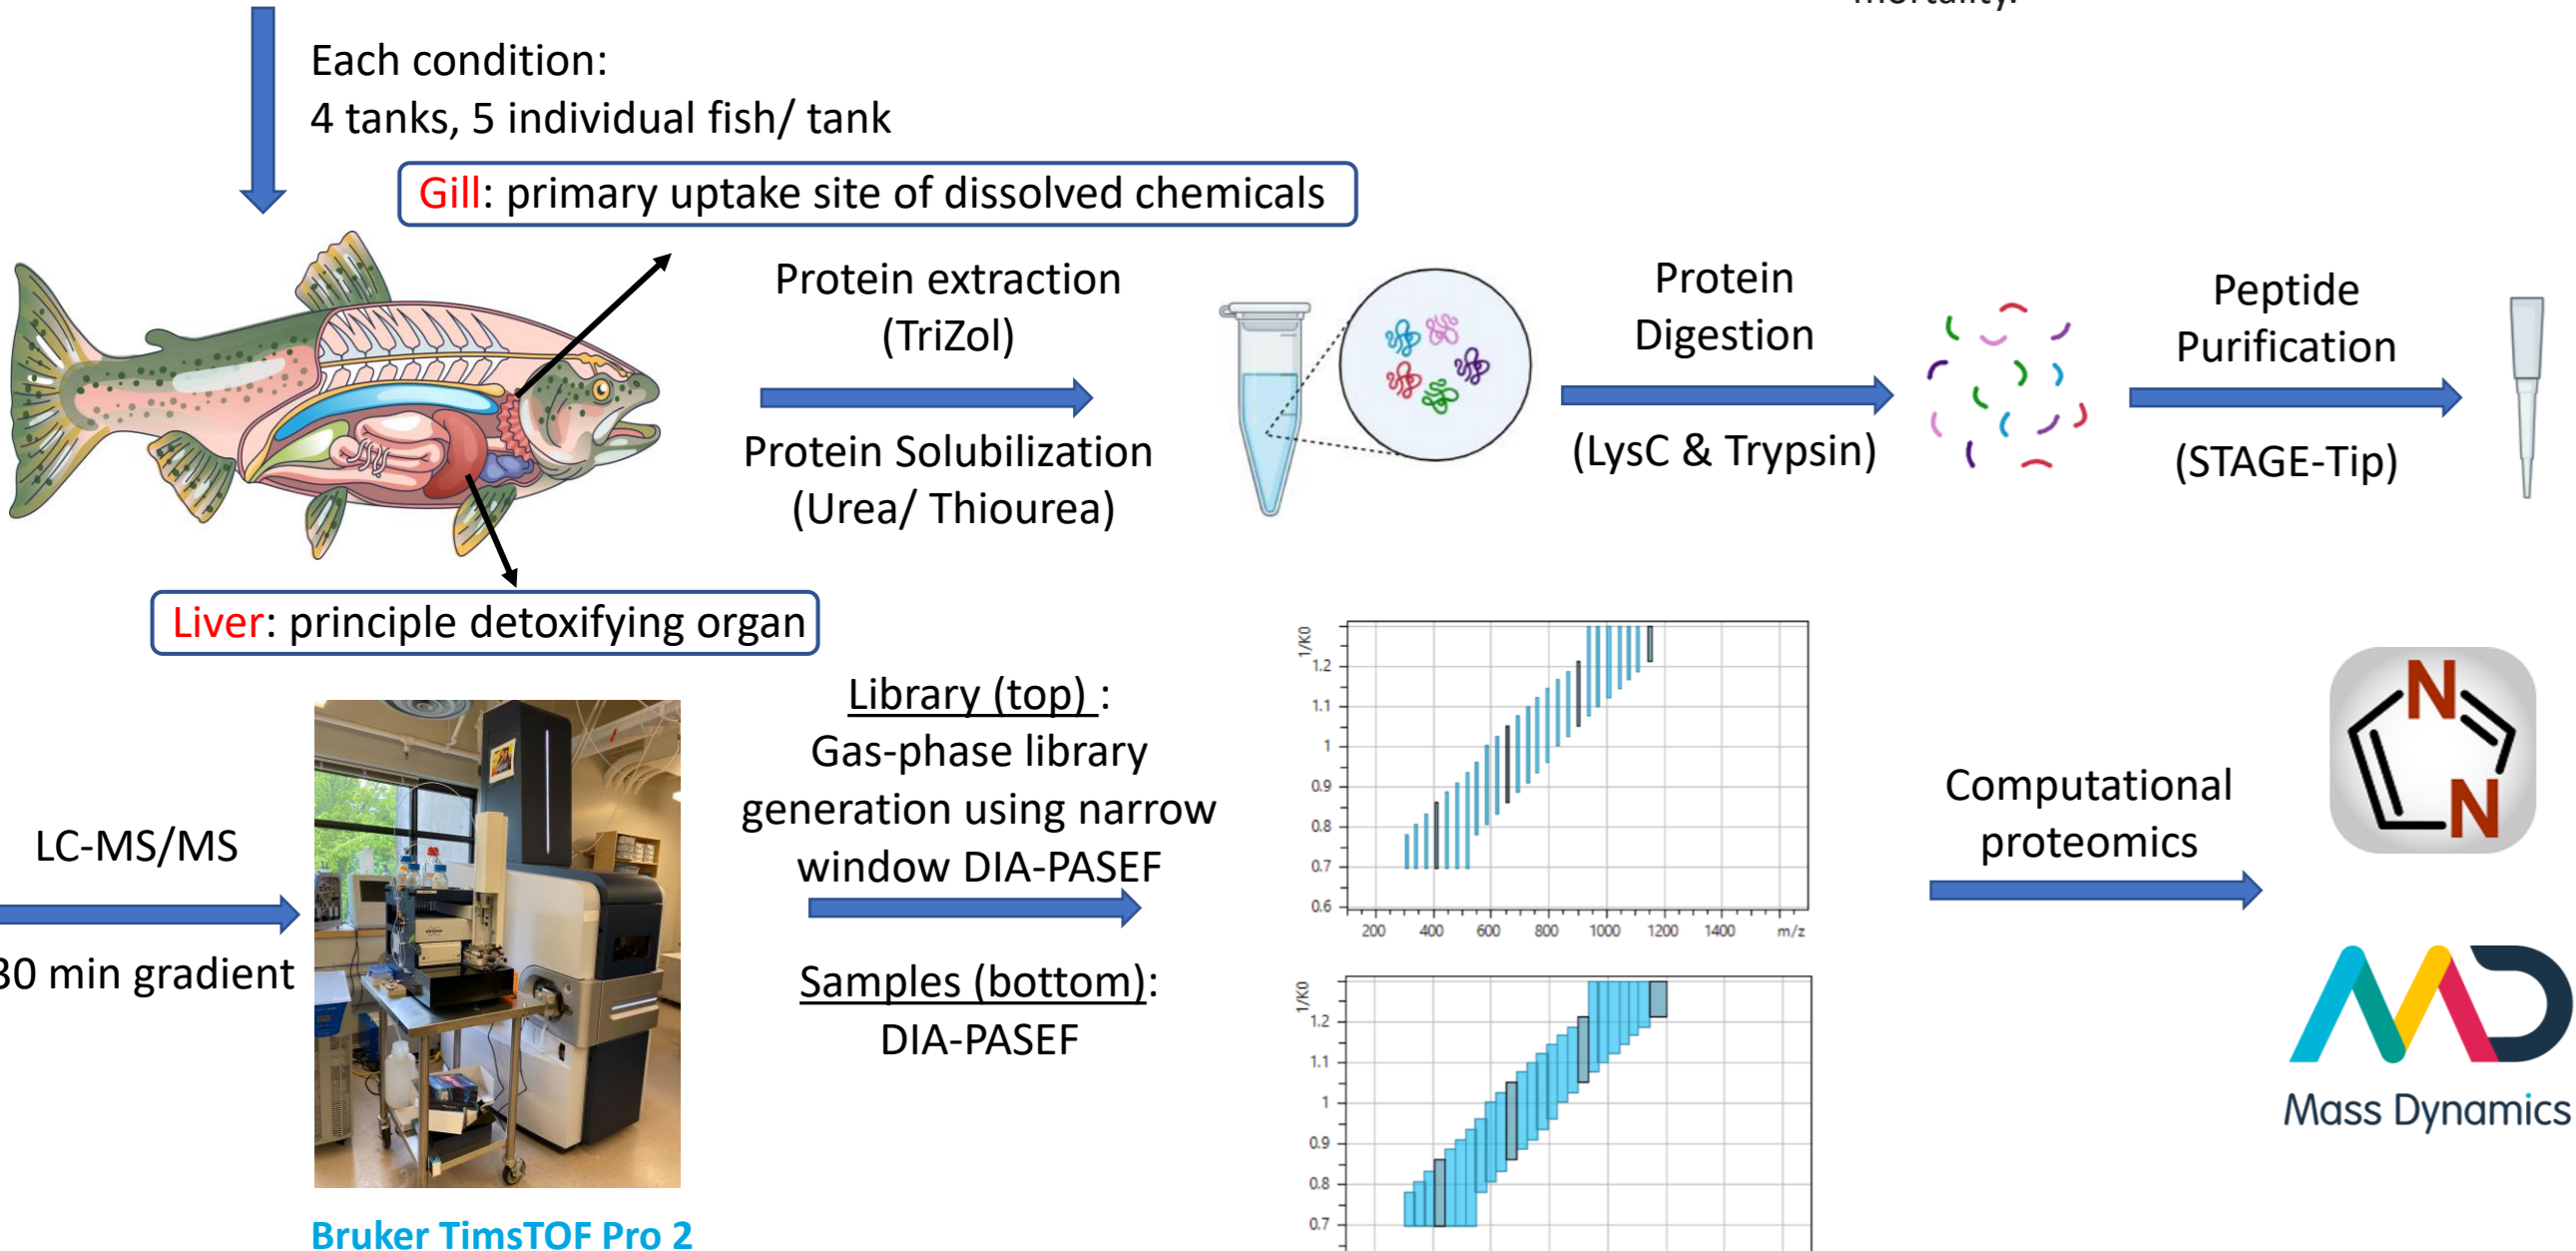 mortality.
Each condition:
4 tanks, 5 individual fish/ tank
Gill: primary uptake site of dissolved chemicals
Protein extraction
(TriZol)
Protein Solubilization
(Urea/ Thiourea)
Protein
Digestion
(LysC & Trypsin)
Peptide
Purification
(STAGE-Tip)
Liver: principle detoxifying organ
LC-MS/MS
30 min gradient
Bruker TimsTOF Pro 2
Library (top) :
Gas-phase library
generation using narrow
window DIA-PASEF
Samples (bottom):
DIA-PASEF
1/K0
1.2
1.1
1
0.9
0.8
0.7
0.6
200 400 600 800 1000 1200 1400 m/z
1/K0
1.2
1.1
1
0.9
0.8
0.7
Computational
proteomics
N
N
Mass Dynamics